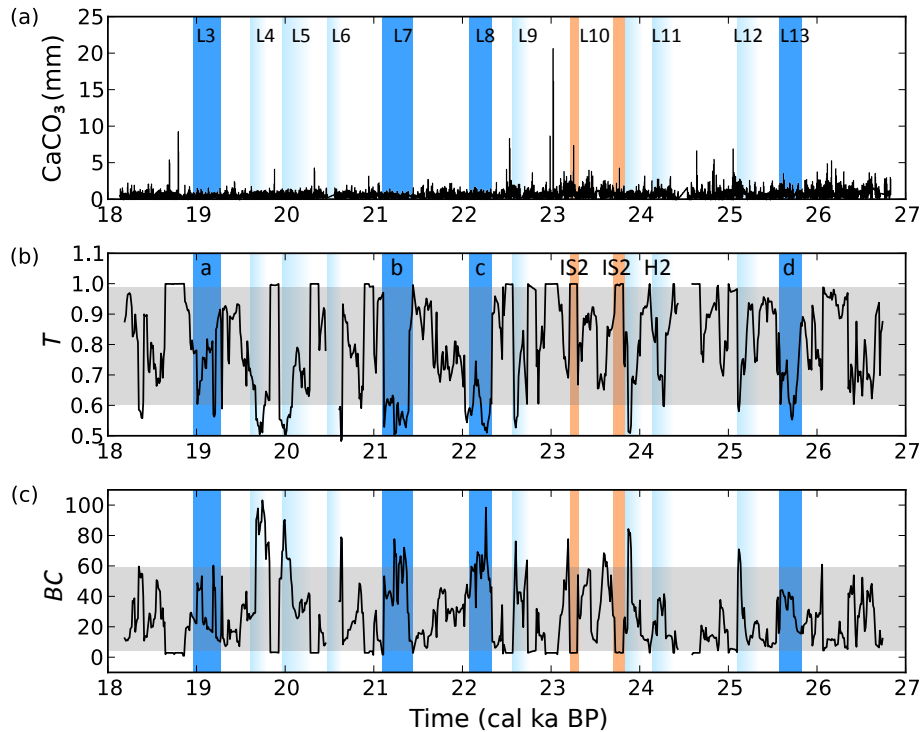 (a)
L3 L4 L5 L6 L7 L8 L9 L10 L11 L12 L13
CaCO₃ (mm)
25
20
15
10
5
0
18 19 20 21 22 23 24 25 26 27
(b)
a b c IS2 IS2 H2 d
T
1.1
1.0
0.9
0.8
0.7
0.6
0.5
18 19 20 21 22 23 24 25 26 27
(c)
BC
100
80
60
40
20
0
18 19 20 21 22 23 24 25 26 27
Time (cal ka BP)